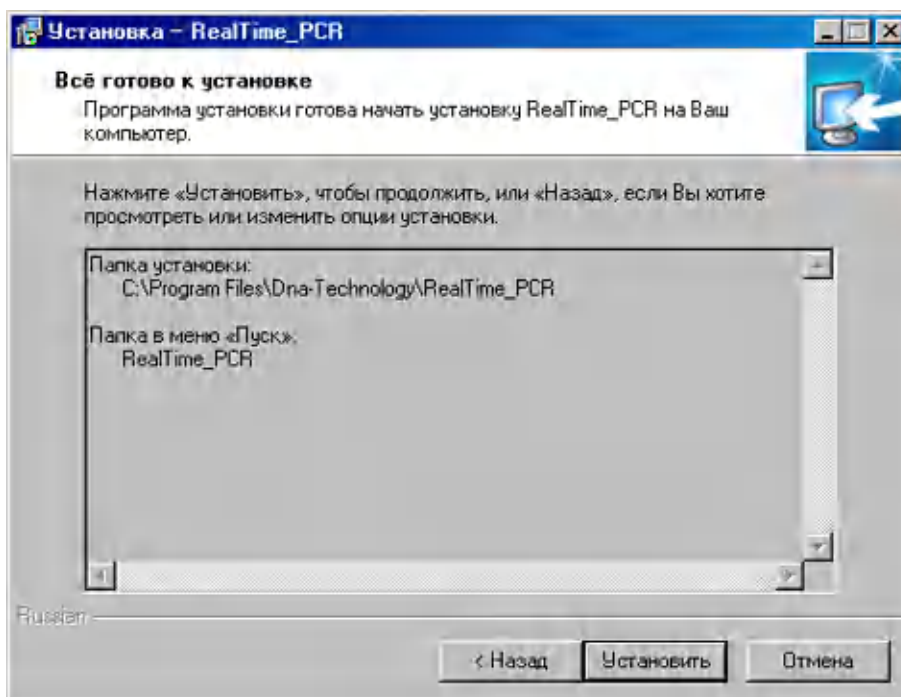 Установка – RealTime_PCR
Всё готово к установке
Программа установки готова начать установку RealTime_PCR на Ваш
компьютер.
Нажмите «Установить», чтобы продолжить, или «Назад», если Вы хотите
просмотреть или изменить опции установки.
Папка установки:
C:\Program Files\Dna-Technology\RealTime_PCR
Папка в меню «Пуск»:
RealTime_PCR
Russian
< Назад
Установить
Отмена